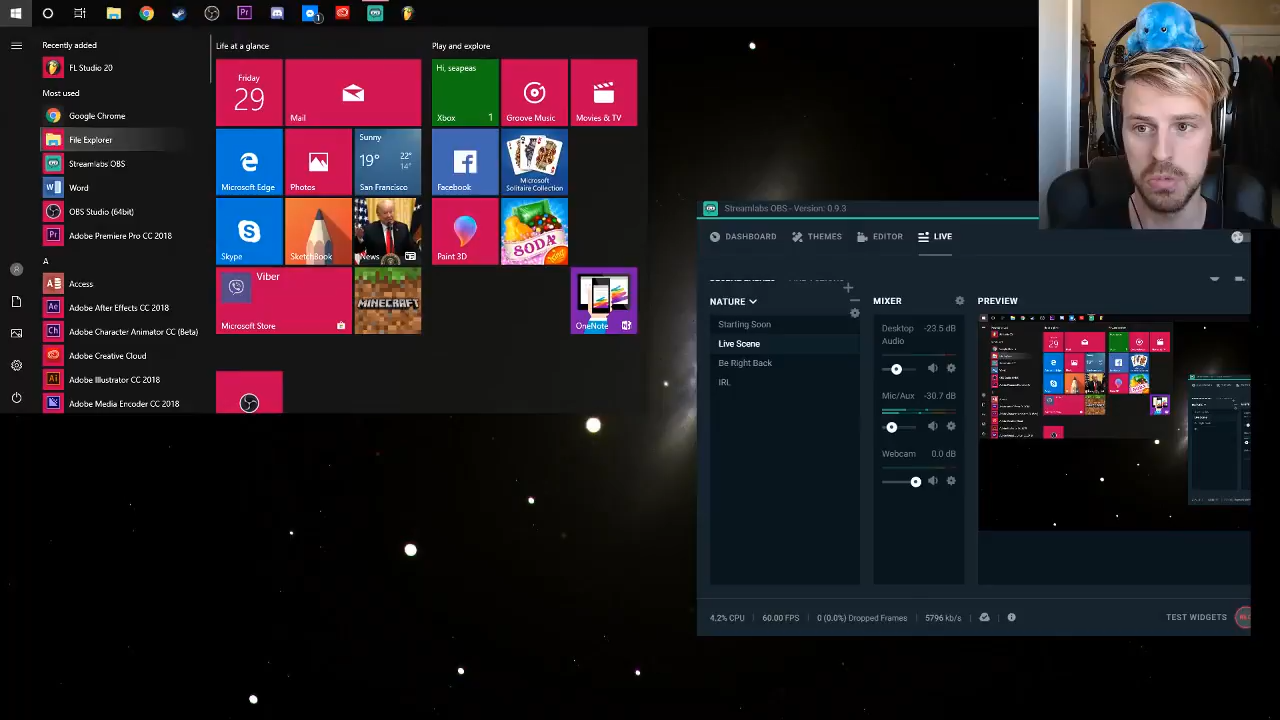 1
Recently added
FL Studio 20
Most used
Google Chrome
File Explorer
Streamlabs OBS
Word
OBS Studio (64bit)
Adobe Premiere Pro CC 2018
A
Access
Adobe After Effects CC 2018
Adobe Character Animator CC (Beta)
Adobe Creative Cloud
Adobe Illustrator CC 2018
Adobe Media Encoder CC 2018
Life at a glance
Friday
29
Mail
Microsoft Edge
Photos
Sunny
19° 22°
14°
San Francisco
Skype
SketchBook
News
Viber
Microsoft Store
MINECRAFT
Play and explore
Hi, seapeas
Xbox 1
Groove Music
Movies & TV
Facebook
Microsoft
Solitaire Collection
Paint 3D
SODA
OneNote
Streamlabs OBS - Version: 0.9.3
DASHBOARD
THEMES
EDITOR
LIVE
NATURE
Starting Soon
Live Scene
Be Right Back
IRL
MIXER
Desktop Audio -23.5 dB
Mic/Aux -30.7 dB
Webcam 0.0 dB
PREVIEW
4.2% CPU
60.00 FPS
0 (0.0%) Dropped Frames
5796 kb/s
TEST WIDGETS